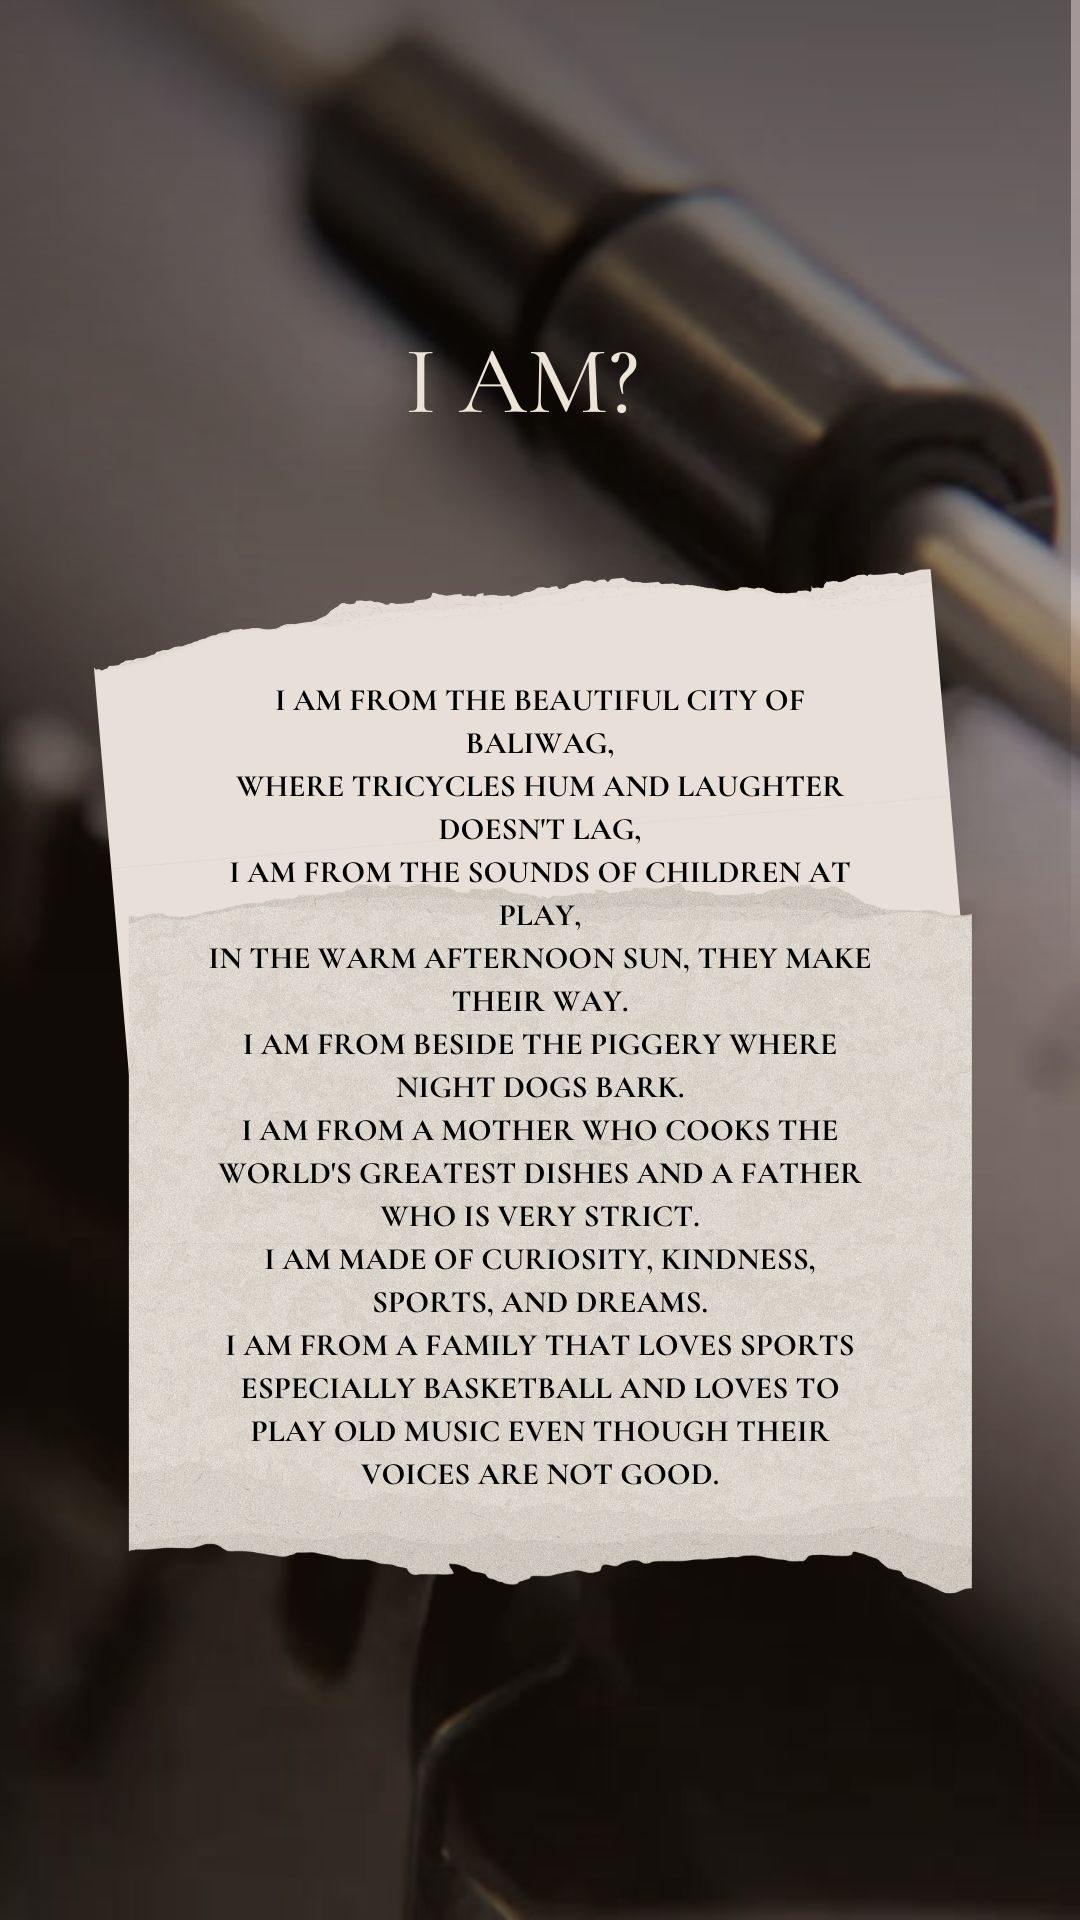 I AM?
I AM FROM THE BEAUTIFUL CITY OF
BALIWAG,
WHERE TRICYCLES HUM AND LAUGHTER
DOESN'T LAG,
I AM FROM THE SOUNDS OF CHILDREN AT
PLAY,
IN THE WARM AFTERNOON SUN, THEY MAKE
THEIR WAY.
I AM FROM BESIDE THE PIGGERY WHERE
NIGHT DOGS BARK.
I AM FROM A MOTHER WHO COOKS THE
WORLD'S GREATEST DISHES AND A FATHER
WHO IS VERY STRICT.
I AM MADE OF CURIOSITY, KINDNESS,
SPORTS, AND DREAMS.
I AM FROM A FAMILY THAT LOVES SPORTS
ESPECIALLY BASKETBALL AND LOVES TO
PLAY OLD MUSIC EVEN THOUGH THEIR
VOICES ARE NOT GOOD.